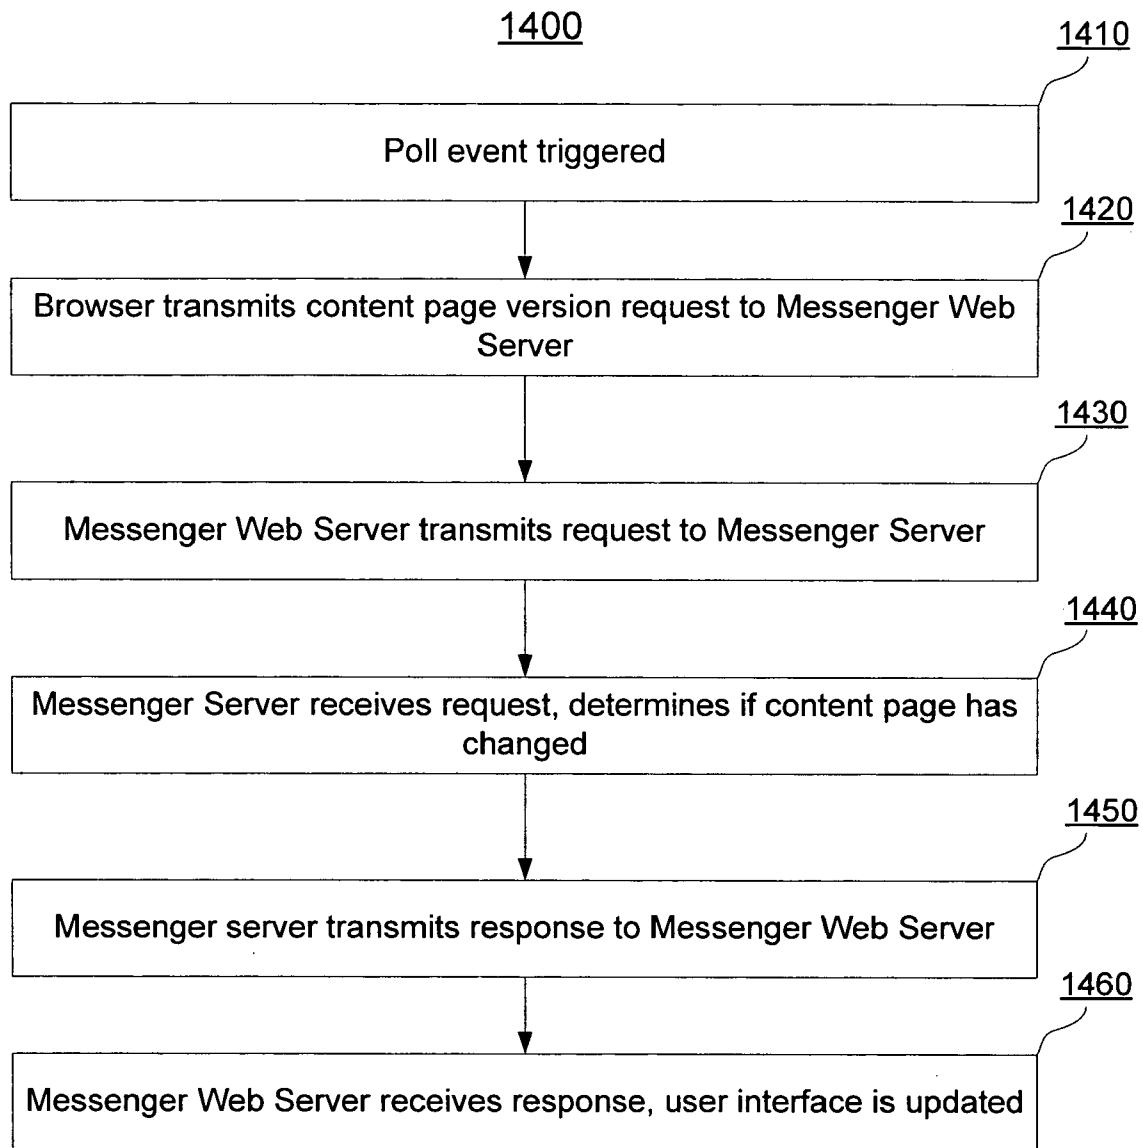 1400
1410
Poll event triggered
1420
Browser transmits content page version request to Messenger Web
Server
1430
Messenger Web Server transmits request to Messenger Server
1440
Messenger Server receives request, determines if content page has
changed
1450
Messenger server transmits response to Messenger Web Server
1460
Messenger Web Server receives response, user interface is updated